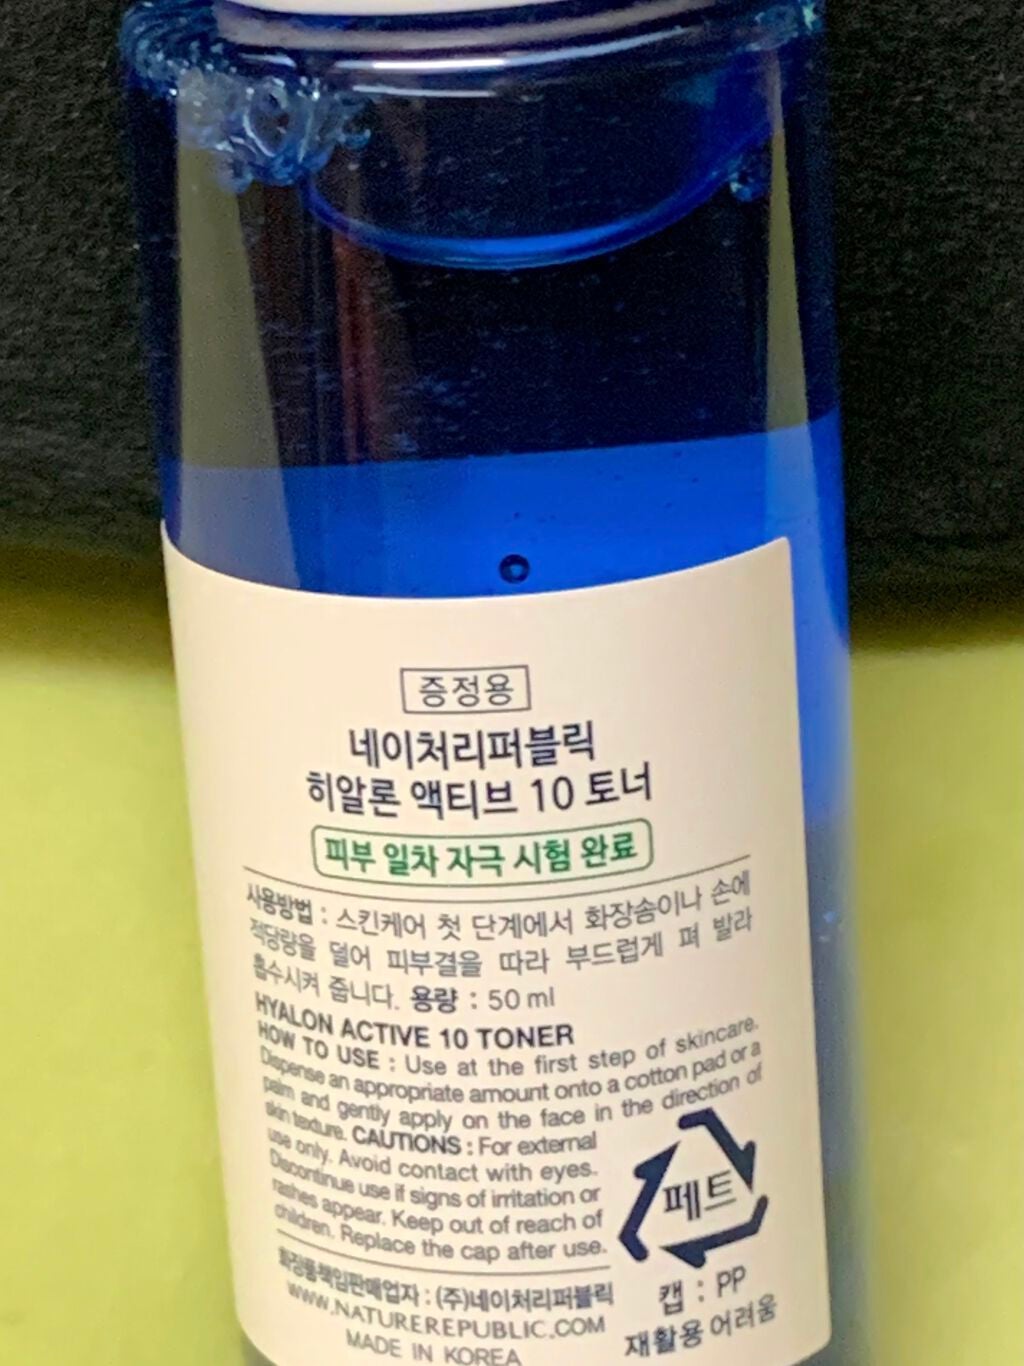 증정용
네이처리퍼블릭
히알론 액티브 10 토너
피부 일차 자극 시험 완료
사용방법 : 스킨케어 첫 단계에서 화장솜이나 손에
적당량을 덜어 피부결을 따라 부드럽게 펴 발라
흡수시켜 줍니다. 용량 : 50 ml
HYALON ACTIVE 10 TONER
HOW TO USE : Use at the first step of skincare.
Dispense an appropriate amount onto a cotton pad or a
palm and gently apply on the face in the direction of
skin texture. CAUTIONS : For external
use only. Avoid contact with eyes.
Discontinue use if signs of irritation or
rashes appear. Keep out of reach of
children. Replace the cap after use.
화장품책임판매업자 : (주)네이처리퍼블릭
WWW.NATUREREPUBLIC.COM
MADE IN KOREA
페트
캡 : PP
재활용 어려움